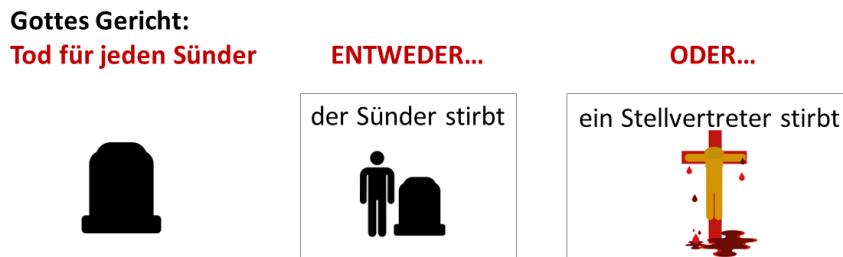 Gottes Gericht:
Tod für jeden Sünder
ENTWEDER...
ODER...
der Sünder stirbt
ein Stellvertreter stirbt